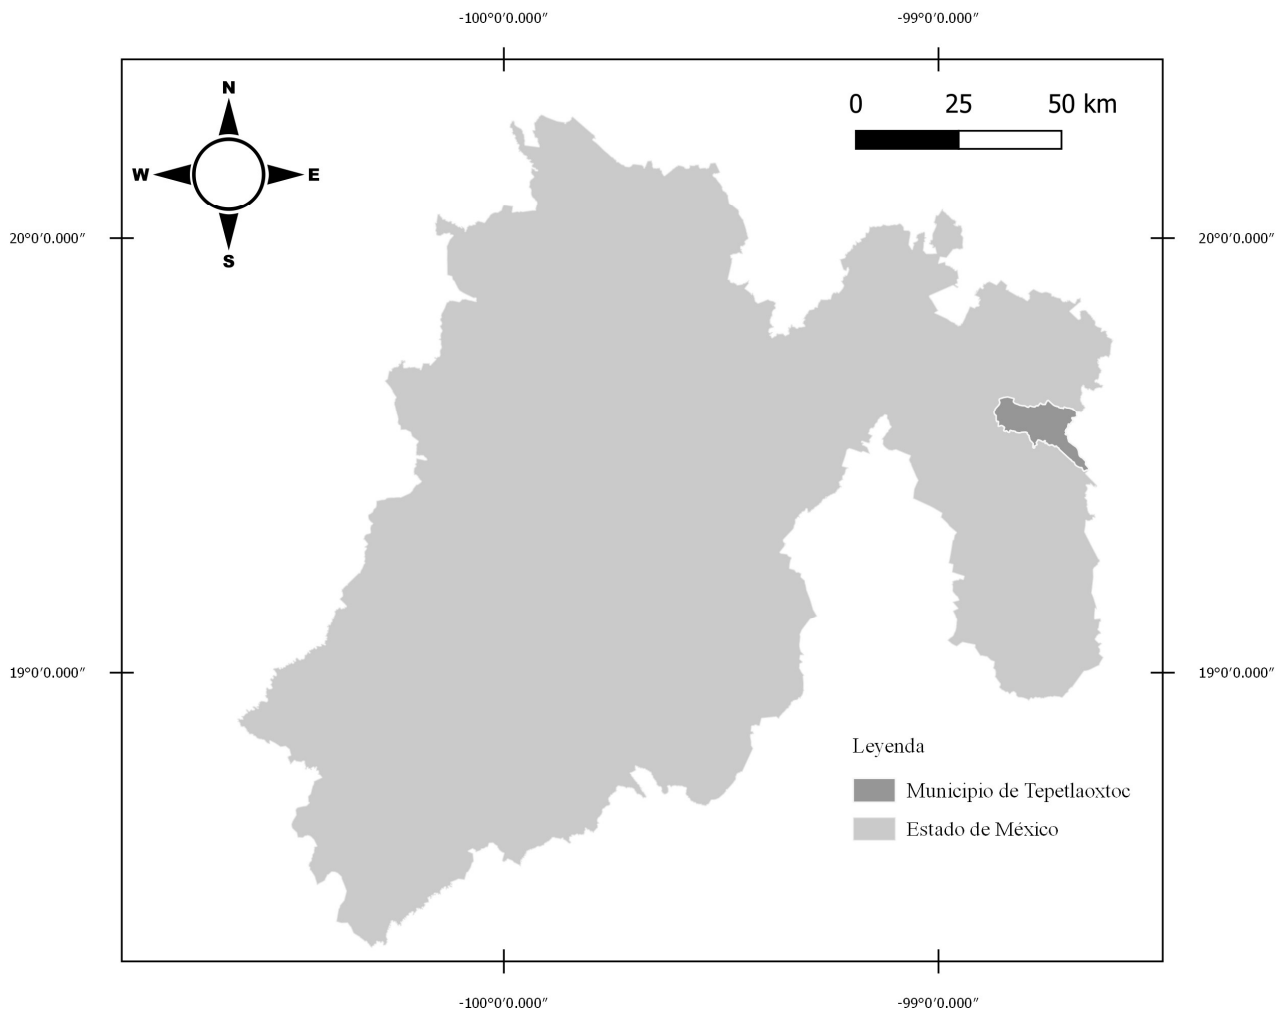 -100°0′0.000″ -99°0′0.000″
N
0 25 50 km
W E
S
20°0′0.000″ 20°0′0.000″
19°0′0.000″ 19°0′0.000″
Leyenda
Municipio de Tepetlaoxtoc
Estado de México
-100°0′0.000″ -99°0′0.000″